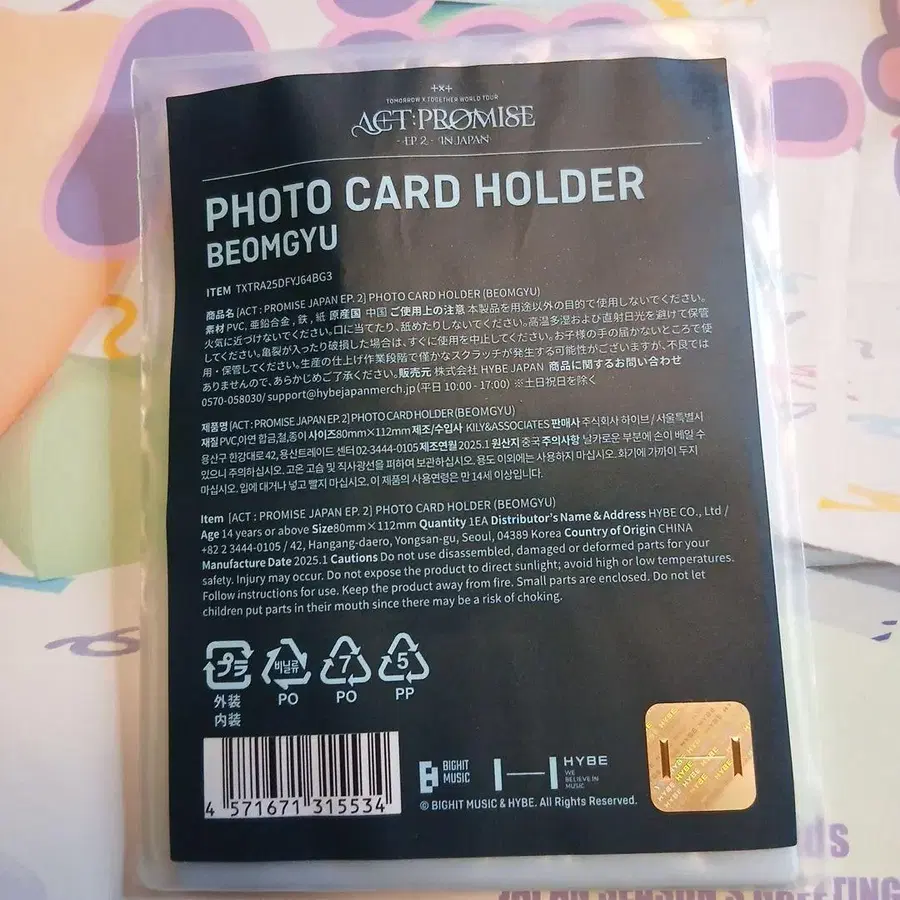 +×+
TOMORROW X TOGETHER WORLD TOUR
ACT : PROMISE
- EP. 2 - IN JAPAN
PHOTO CARD HOLDER
BEOMGYU
ITEM TXTRA25DFYJ64BG3
商品名 [ACT : PROMISE JAPAN EP. 2] PHOTO CARD HOLDER (BEOMGYU)
素材 PVC, 亜鉛合金 , 鉄 , 紙 原産国 中国 ご使用上の注意 本製品を用途以外の目的で使用しないでください。
火気に近づけないでください。口に当てたり、舐めたりしないでください。高温多湿および直射日光を避けて保管
してください。亀裂が入ったり破損した場合は、すぐに使用を中止してください。お子様の手の届かないところで使
用・保管してください。生産の仕上げ作業段階で僅かなスクラッチが発生する可能性がございますが、不良では
ありませんので、あらかじめご了承ください。販売元 株式会社 HYBE JAPAN 商品に関するお問い合わせ
0570-058030/ support@hybejapanmerch.jp (平日 10:00 - 17:00) ※土日祝日を除く
제품명 [ACT : PROMISE JAPAN EP. 2] PHOTO CARD HOLDER (BEOMGYU)
재질 PVC,아연 합금,철,종이 사이즈 80mm×112mm 제조/수입사 KILY&ASSOCIATES 판매사 주식회사 하이브 / 서울특별시
용산구 한강대로 42, 용산트레이드 센터 02-3444-0105 제조연월 2025.1 원산지 중국 주의사항 날카로운 부분에 손이 베일 수
있으니 주의하십시오. 고온 고습 및 직사광선을 피하여 보관하십시오. 용도 이외에는 사용하지 마십시오. 화기에 가까이 두지
마십시오. 입에 대거나 넣고 빨지 마십시오. 이 제품의 사용연령은 만 14세 이상입니다.
Item [ACT : PROMISE JAPAN EP. 2] PHOTO CARD HOLDER (BEOMGYU)
Age 14 years or above Size80mm×112mm Quantity 1EA Distributor's Name & Address HYBE CO., Ltd /
+82 2 3444-0105 / 42, Hangang-daero, Yongsan-gu, Seoul, 04389 Korea Country of Origin CHINA
Manufacture Date 2025.1 Cautions Do not use disassembled, damaged or deformed parts for your
safety. Injury may occur. Do not expose the product to direct sunlight; avoid high or low temperatures.
Follow instructions for use. Keep the product away from fire. Small parts are enclosed. Do not let
children put parts in their mouth since there may be a risk of choking.
プラ 비닐류 7 5
外装 PO PO PP
内装
4 571671 315534
BIGHIT MUSIC HYBE
WE BELIEVE IN MUSIC
© BIGHIT MUSIC & HYBE. All Rights Reserved.
HYBE HYBE HYBE
JAPAN SEASON'S GREETING